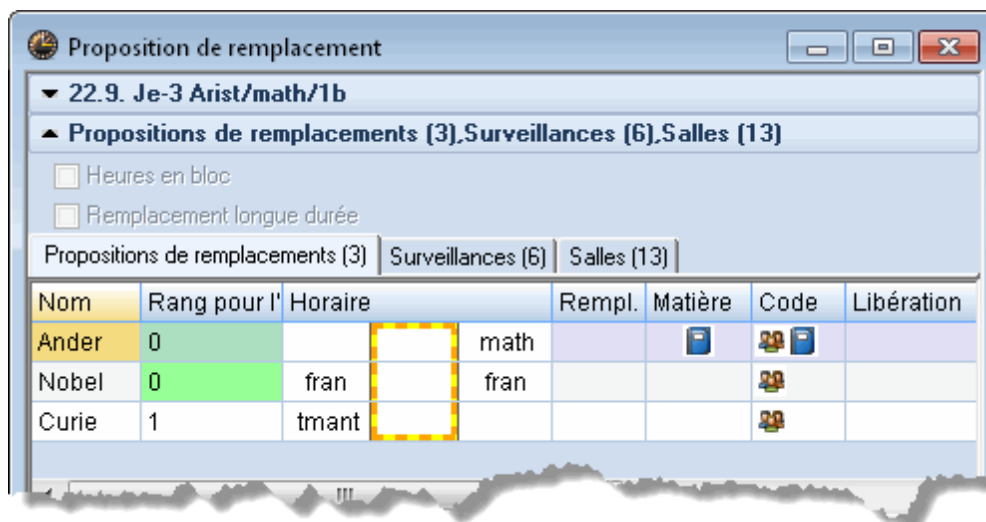 Proposition de remplacement
22.9. Je-3 Arist/math/1b
Propositions de remplacements (3),Surveillances (6),Salles (13)
Heures en bloc
Remplacement longue durée
Propositions de remplacements (3) Surveillances (6) Salles (13)
Nom Rang pour l' Horaire Rempl. Matière Code Libération
Ander 0 math
Nobel 0 fran fran
Curie 1 tmant